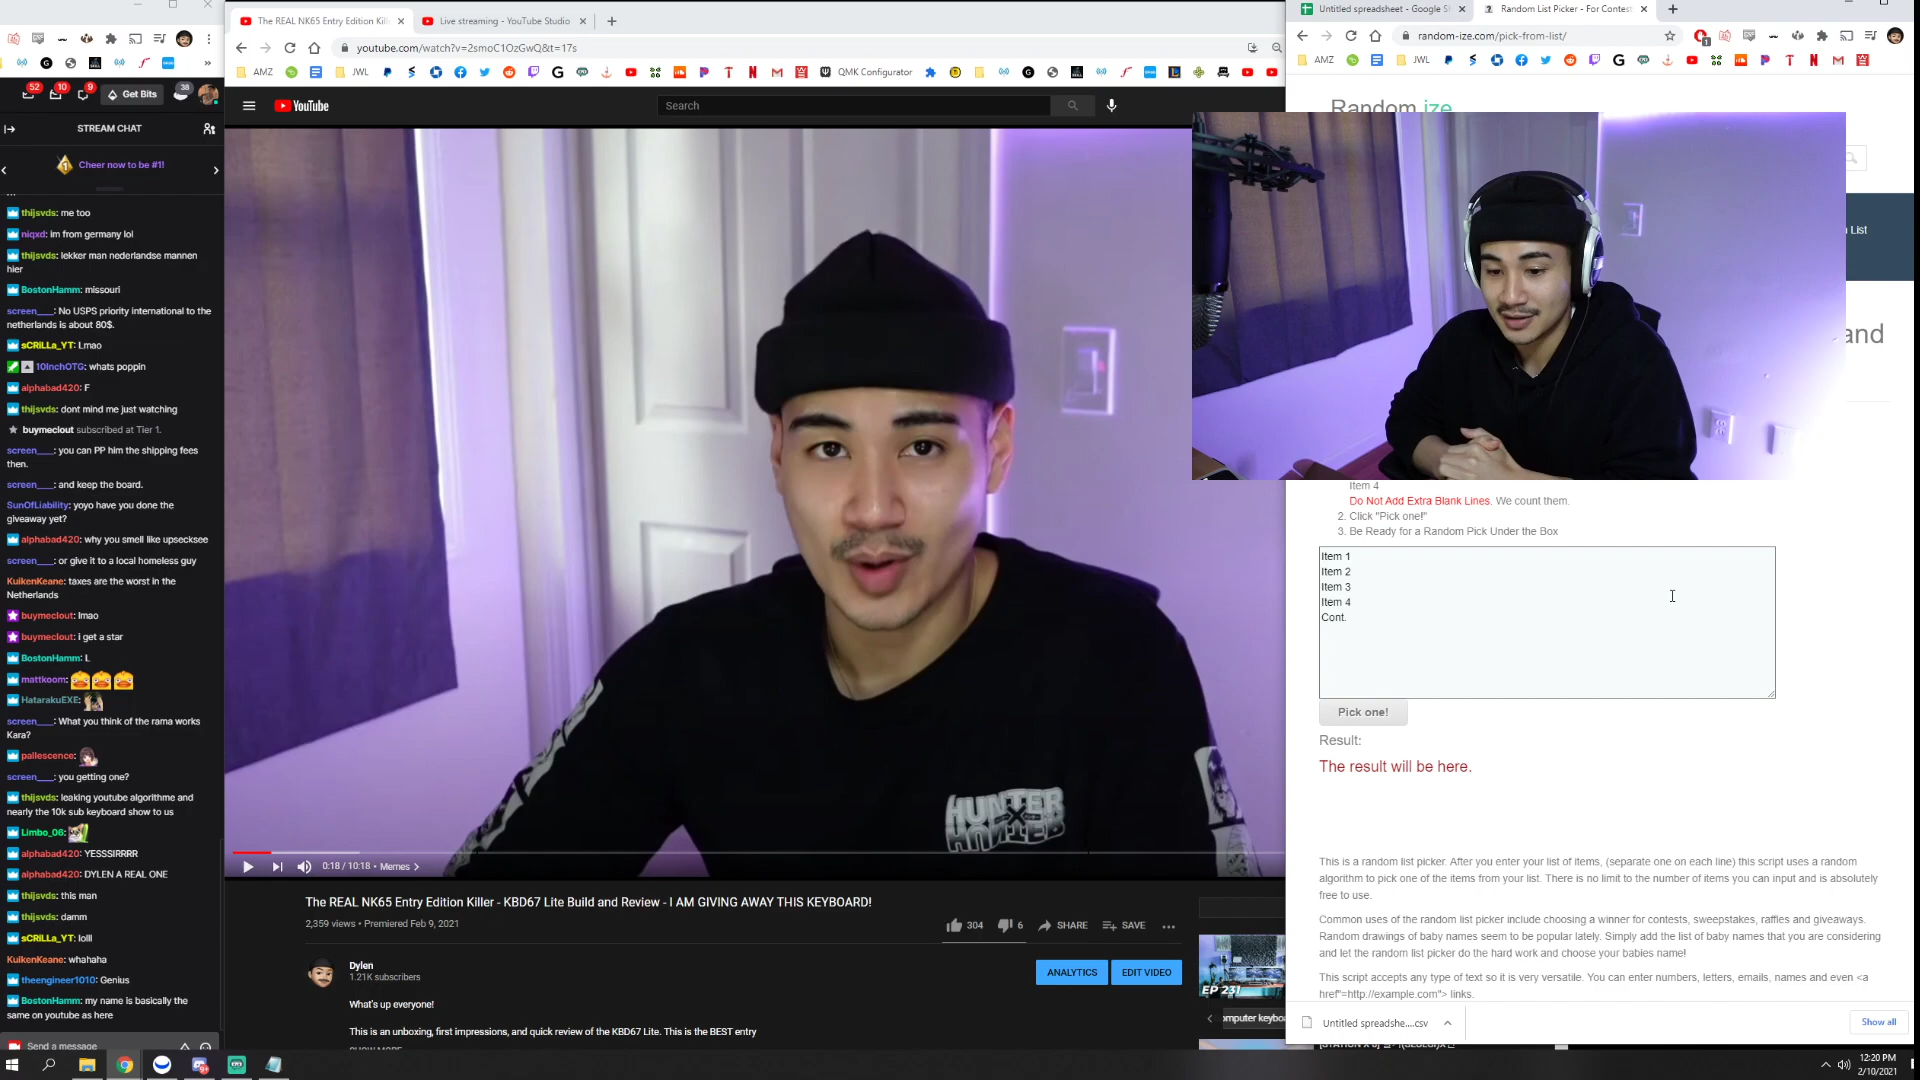 The REAL NK65 Entry Edition Kille
Live streaming - YouTube Studio
Untitled spreadsheet - Google S
Random List Picker - For Contest
youtube.com/watch?v=2smoC1OzGwQ&t=17s
random-ize.com/pick-from-list/
AMZ
JWL
QMK Configurator
AMZ
JWL
52
10
9
Get Bits
38
STREAM CHAT
Cheer now to be #1!
YouTube
Search
Random.ize
thijsvds: me too
niqxd: im from germany lol
thijsvds: lekker man nederlandse mannen
hier
BostonHamm: missouri
screen___: No USPS priority international to the
netherlands is about 80$.
sCRiLLa_YT: Lmao
10InchOTG: whats poppin
alphabad420: F
thijsvds: dont mind me just watching
buymeclout subscribed at Tier 1.
screen___: you can PP him the shipping fees
then.
screen___: and keep the board.
SunOfLiability: yoyo have you done the
giveaway yet?
alphabad420: why you smell like upsecksee
screen___: or give it to a local homeless guy
KuikenKeane: taxes are the worst in the
Netherlands
buymeclout: lmao
buymeclout: i get a star
BostonHamm: L
mattkoom:
HatarakuEXE:
screen___: What you think of the rama works
Kara?
pallescence:
screen___: you getting one?
thijsvds: leaking youtube algorithme and
nearly the 10k sub keyboard show to us
Limbo_06:
alphabad420: YESSSIRRRR
alphabad420: DYLEN A REAL ONE
thijsvds: this man
thijsvds: damm
sCRiLLa_YT: lolll
KuikenKeane: whahaha
theengineer1010: Genius
BostonHamm: my name is basically the
same on youtube as here
Send a message
HUNTER
X
HUNTER
0:18 / 10:18 • Memes
The REAL NK65 Entry Edition Killer - KBD67 Lite Build and Review - I AM GIVING AWAY THIS KEYBOARD!
2,359 views • Premiered Feb 9, 2021
304
6
SHARE
SAVE
Dylen
1.21K subscribers
ANALYTICS
EDIT VIDEO
What's up everyone!
This is an unboxing, first impressions, and quick review of the KBD67 Lite. This is the BEST entry
SHOW MORE
EP 231
omputer keyboa
List
and
Item 4
Do Not Add Extra Blank Lines. We count them.
2. Click "Pick one!"
3. Be Ready for a Random Pick Under the Box
Item 1
Item 2
Item 3
Item 4
Cont.
Pick one!
Result:
The result will be here.
This is a random list picker. After you enter your list of items, (separate one on each line) this script uses a random
algorithm to pick one of the items from your list. There is no limit to the number of items you can input and is absolutely
free to use.
Common uses of the random list picker include choosing a winner for contests, sweepstakes, raffles and giveaways.
Random drawings of baby names seem to be popular lately. Simply add the list of baby names that you are considering
and let the random list picker do the hard work and choose your babies name!
This script accepts any type of text so it is very versatile. You can enter numbers, letters, emails, names and even <a
href"=http://example.com"> links.
Untitled spreadshe....csv
Show all
12:20 PM
2/10/2021